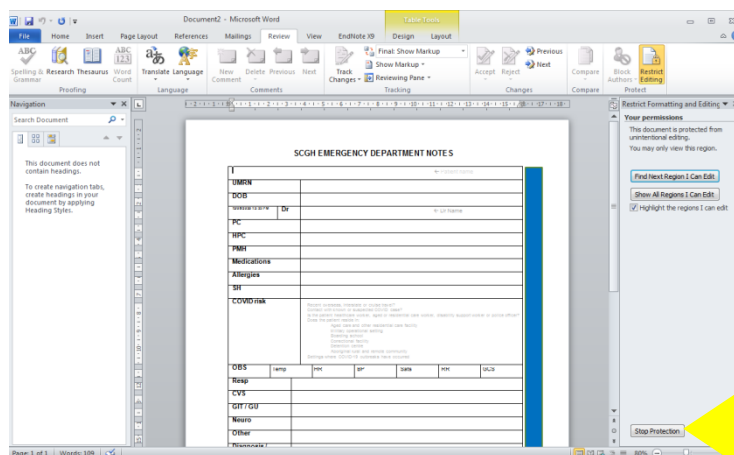 Document2 - Microsoft Word
Table Tools
File Home Insert Page Layout References Mailings Review View EndNote X9 Design Layout
ABC
Spelling & Grammar
Research
Thesaurus
ABC 123
Word Count
Translate
Language
New Comment
Delete
Previous
Next
Track Changes
Final: Show Markup
Show Markup
Reviewing Pane
Accept
Reject
Previous
Next
Compare
Block Authors
Restrict Editing
Proofing Language Comments Tracking Changes Compare Protect
Navigation
Search Document
This document does not
contain headings.
To create navigation tabs,
create headings in your
document by applying
Heading Styles.
SCGH EMERGENCY DEPARTMENT NOTES
UMRN
DOB
Dr
PC
HPC
PMH
Medications
Allergies
SH
COVID risk
OBS Temp HR BP Sats RR GCS
Resp
CVS
GIT / GU
Neuro
Other
Diagnosis /
Restrict Formatting and Editing
Your permissions
This document is protected from
unintentional editing.
You may only view this region.
Find Next Region I Can Edit
Show All Regions I Can Edit
Highlight the regions I can edit
Stop Protection
Page: 1 of 1 Words: 109
80%